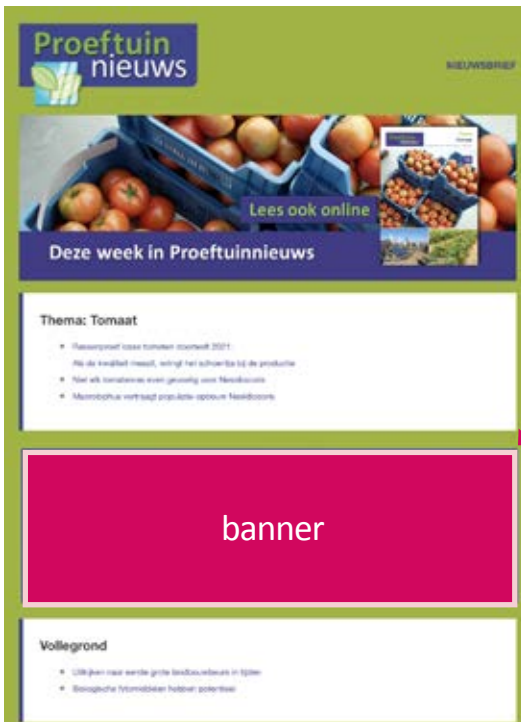 Proeftuin
nieuws
NIEUWSBRIEF
Lees ook online
Deze week in Proeftuinnieuws
Thema: Tomaat
Rassenproef losse tomaten doorteelt 2021:
Als de kwaliteit meevalt, wringt het schoentje bij de productie
Niet elk tomatenras even gevoelig voor Nesidiocoris
Macrolophus vertraagt populatie-opbouw Nesidiocoris
banner
Vollegrond
Uitkijken naar eerste grote landbouwbeurs in tijden
Biologische fytomiddelen hebben potentieel